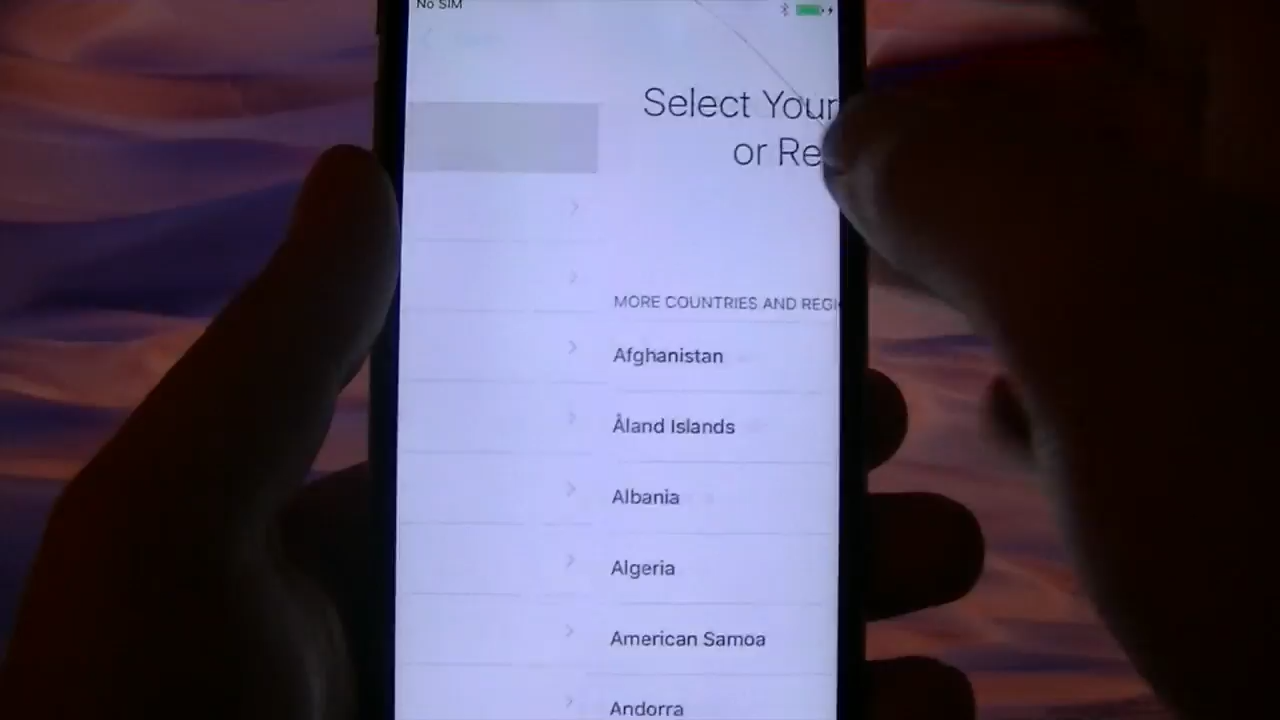 No SIM
Select Your
or Re
MORE COUNTRIES AND REGI
Afghanistan
Åland Islands
Albania
Algeria
American Samoa
Andorra